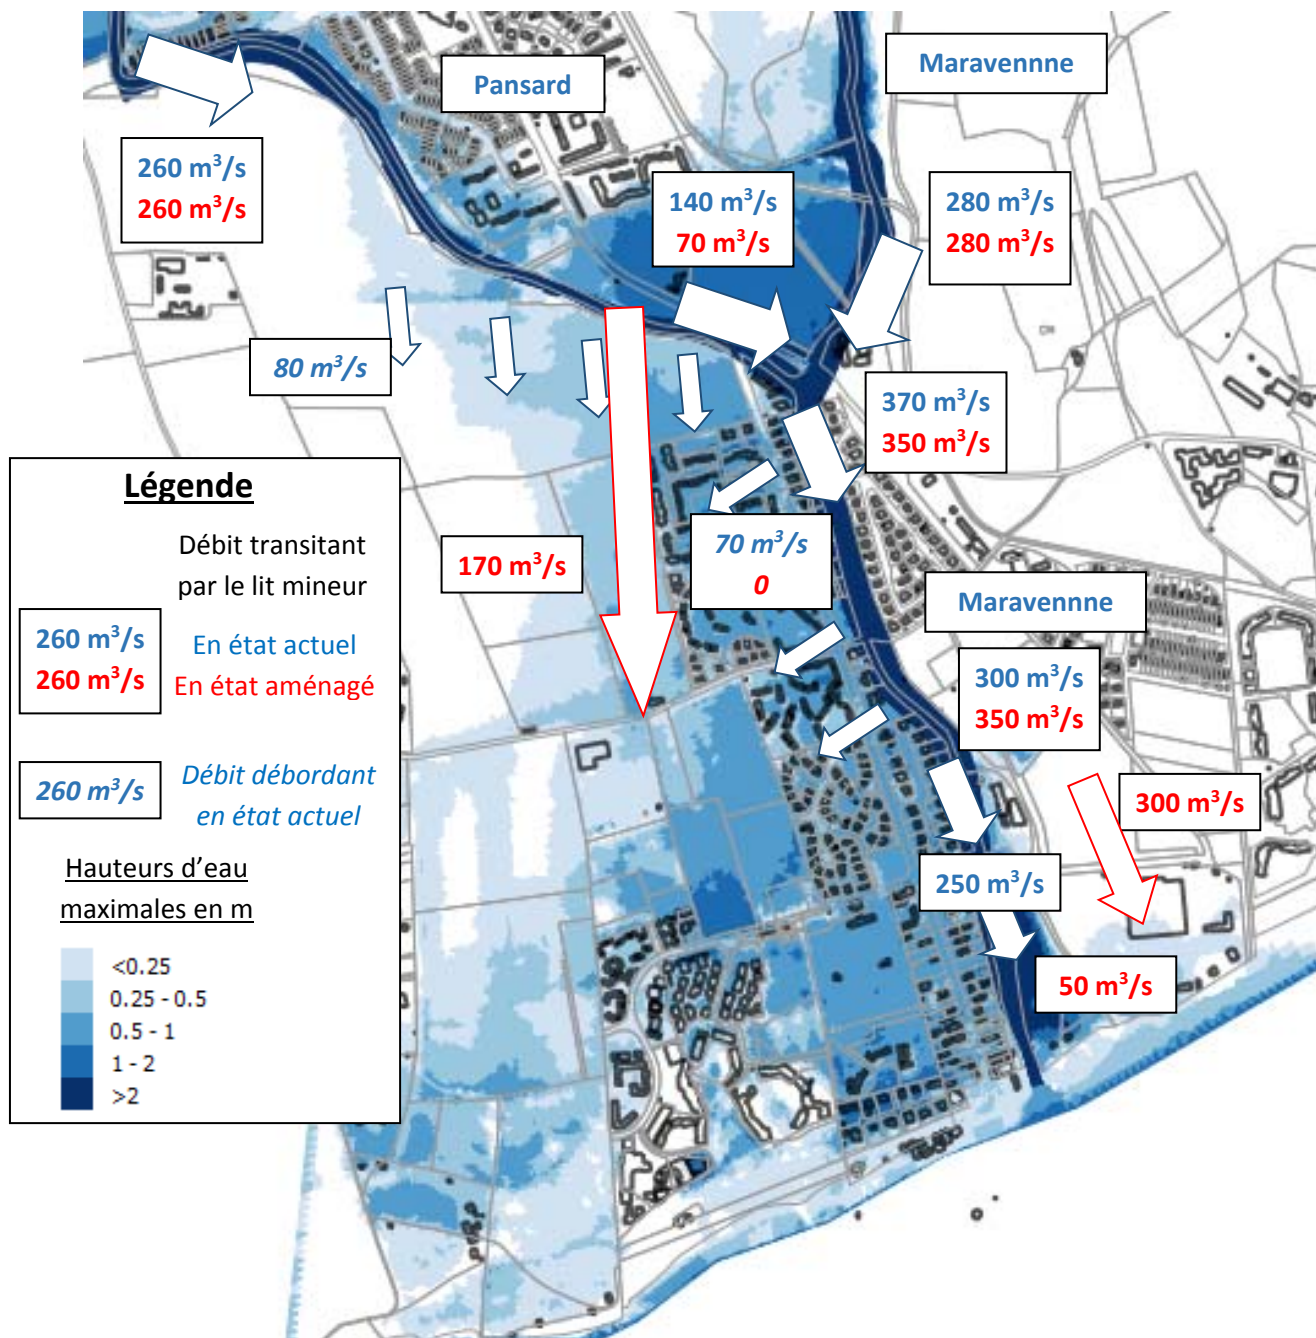 Pansard
Maravennne
260 m³/s
260 m³/s
140 m³/s
70 m³/s
280 m³/s
280 m³/s
80 m³/s
370 m³/s
350 m³/s
170 m³/s
70 m³/s
0
Maravennne
300 m³/s
350 m³/s
300 m³/s
250 m³/s
50 m³/s
Légende
Débit transitant
par le lit mineur
260 m³/s
En état actuel
260 m³/s
En état aménagé
260 m³/s
Débit débordant
en état actuel
Hauteurs d’eau
maximales en m
<0.25
0.25 - 0.5
0.5 - 1
1 - 2
>2